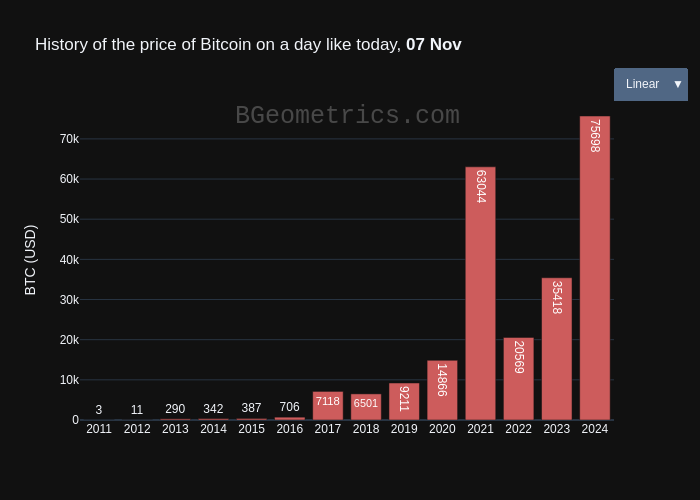 History of the price of Bitcoin on a day like today, 07 Nov
Linear ▼
BGeometrics.com
BTC (USD)
70k
60k
50k
40k
30k
20k
10k
0
3
11
290
342
387
706
7118
6501
9211
14866
63044
20569
35418
75698
2011 2012 2013 2014 2015 2016 2017 2018 2019 2020 2021 2022 2023 2024